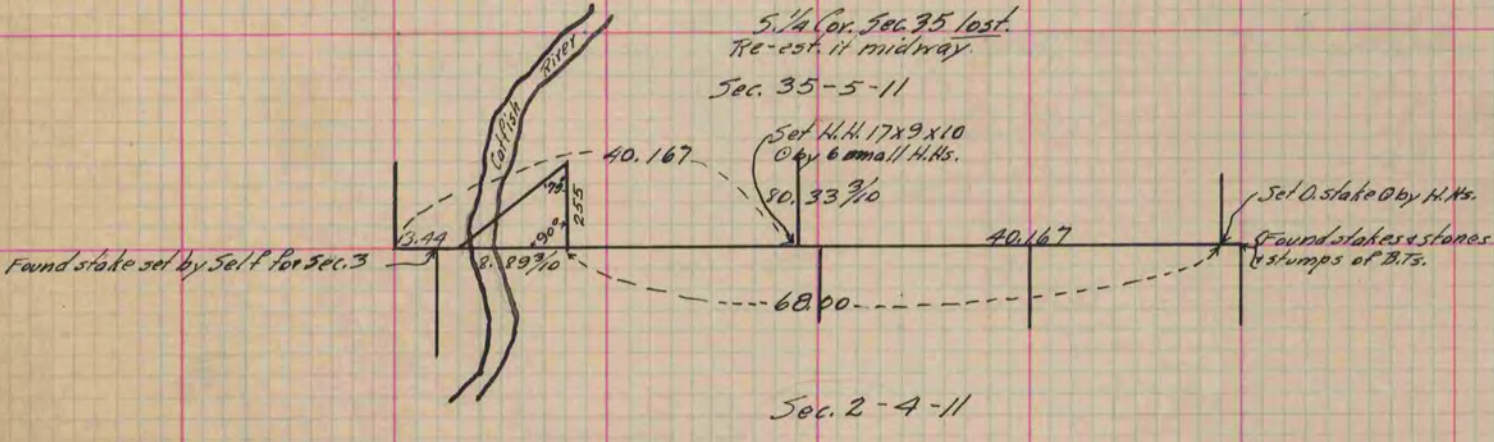 S. 1/4 Cor. Sec. 35 lost.
Re-est. it midway.
Sec. 35-5-11
Catfish River
Set H.H. 17x9x10
⊙ by 6 small H.Hs.
40.167
80.33 3/10
74°
255
90°
13.44
8.89 3/10
40.167
Set O. stake ⊙ by H.Hs.
Found stakes & stones
& stumps of B.Ts.
Found stake set by Self for Sec. 3
68.00
Sec. 2-4-11